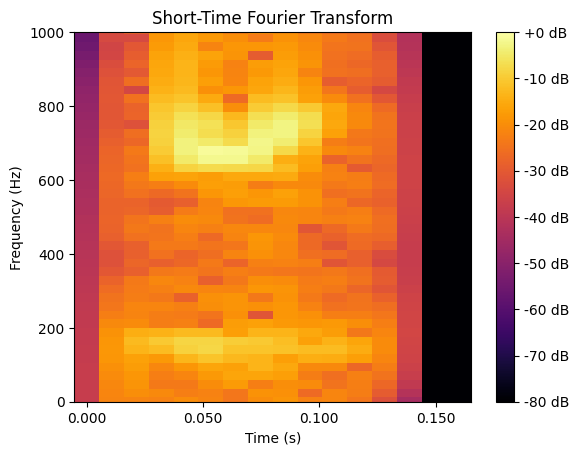 Short-Time Fourier Transform
1000
800
600
400
200
0
Frequency (Hz)
0.000
0.050
0.100
0.150
Time (s)
+0 dB
-10 dB
-20 dB
-30 dB
-40 dB
-50 dB
-60 dB
-70 dB
-80 dB